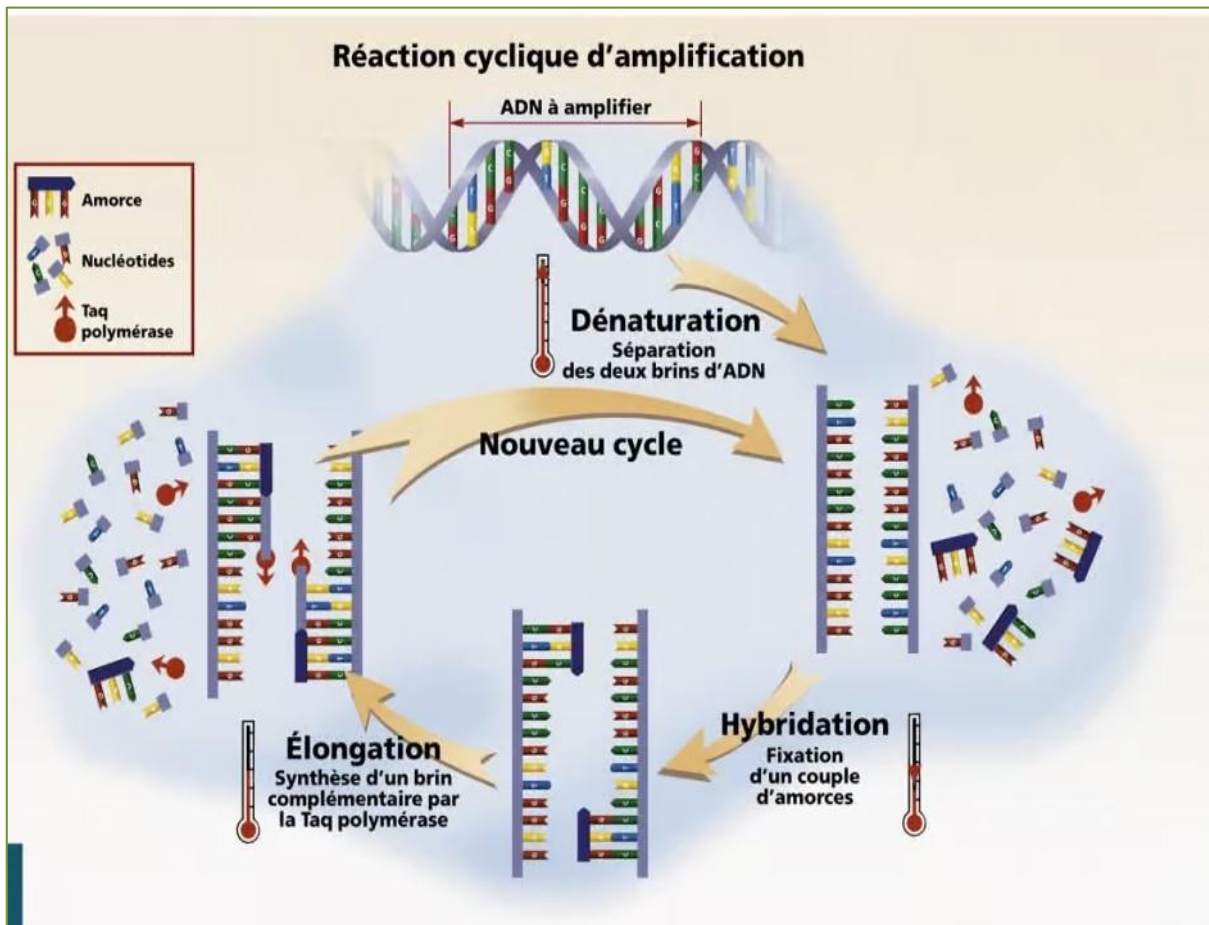 Réaction cyclique d'amplification
ADN à amplifier
Amorce
Nucléotides
Taq
polymérase
Dénaturation
Séparation
des deux brins d'ADN
Nouveau cycle
Hybridation
Fixation
d'un couple
d'amorces
Élongation
Synthèse d'un brin
complémentaire par
la Taq polymérase